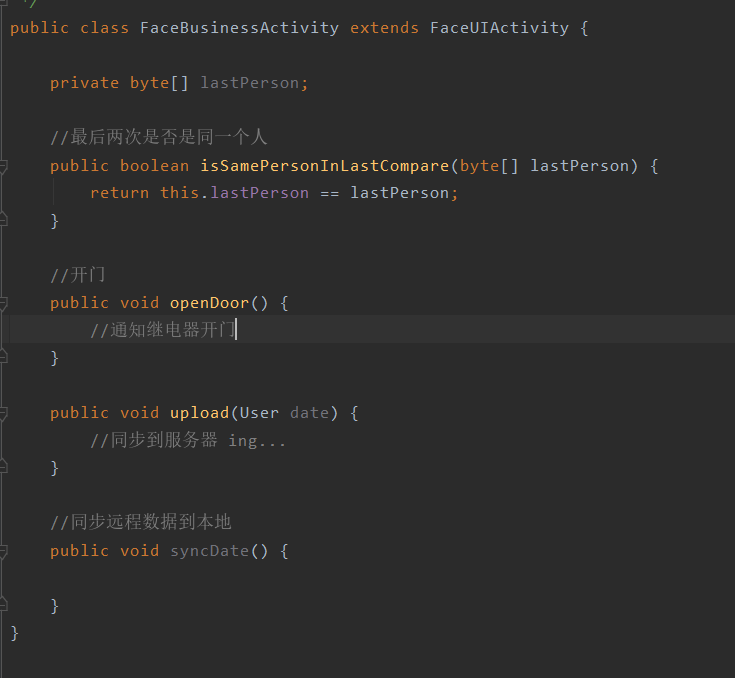 */
public class FaceBusinessActivity extends FaceUIActivity {
private byte[] lastPerson;
//最后两次是否是同一个人
public boolean isSamePersonInLastCompare(byte[] lastPerson) {
return this.lastPerson == lastPerson;
}
//开门
public void openDoor() {
//通知继电器开门
}
public void upload(User date) {
//同步到服务器 ing...
}
//同步远程数据到本地
public void syncDate() {
}
}